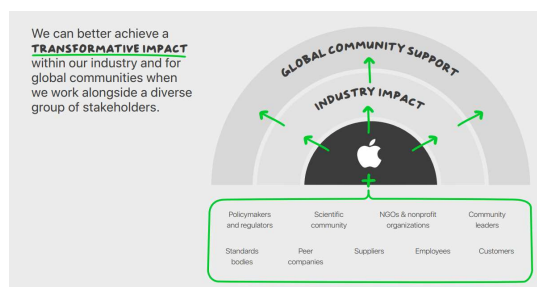 We can better achieve a
TRANSFORMATIVE IMPACT
within our industry and for
global communities when
we work alongside a diverse
group of stakeholders.
GLOBAL COMMUNITY SUPPORT
INDUSTRY IMPACT
Policymakers
and regulators
Scientific
community
NGOs & nonprofit
organizations
Community
leaders
Standards
bodies
Peer
companies
Suppliers
Employees
Customers